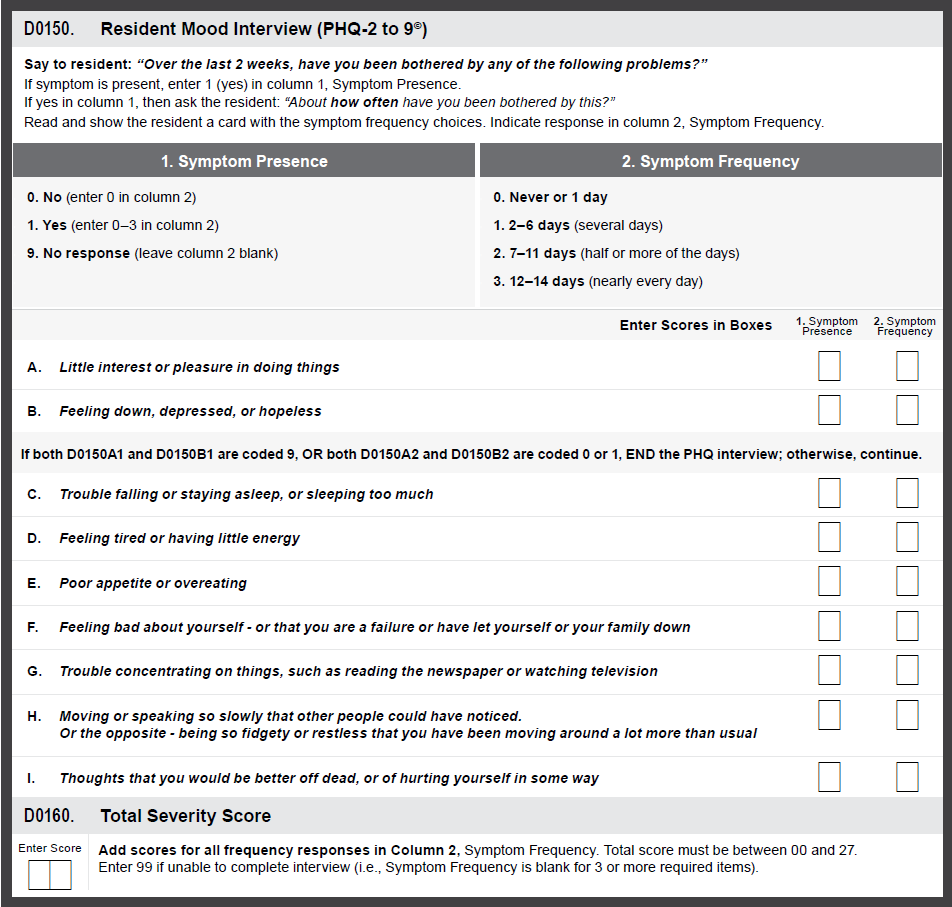 D0150. Resident Mood Interview (PHQ-2 to 9©)
Say to resident: “Over the last 2 weeks, have you been bothered by any of the following problems?”
If symptom is present, enter 1 (yes) in column 1, Symptom Presence.
If yes in column 1, then ask the resident: “About how often have you been bothered by this?”
Read and show the resident a card with the symptom frequency choices. Indicate response in column 2, Symptom Frequency.
1. Symptom Presence
0. No (enter 0 in column 2)
1. Yes (enter 0–3 in column 2)
9. No response (leave column 2 blank)
2. Symptom Frequency
0. Never or 1 day
1. 2–6 days (several days)
2. 7–11 days (half or more of the days)
3. 12–14 days (nearly every day)
Enter Scores in Boxes
1. Symptom
Presence
2. Symptom
Frequency
A. Little interest or pleasure in doing things
B. Feeling down, depressed, or hopeless
If both D0150A1 and D0150B1 are coded 9, OR both D0150A2 and D0150B2 are coded 0 or 1, END the PHQ interview; otherwise, continue.
C. Trouble falling or staying asleep, or sleeping too much
D. Feeling tired or having little energy
E. Poor appetite or overeating
F. Feeling bad about yourself - or that you are a failure or have let yourself or your family down
G. Trouble concentrating on things, such as reading the newspaper or watching television
H. Moving or speaking so slowly that other people could have noticed.
Or the opposite - being so fidgety or restless that you have been moving around a lot more than usual
I. Thoughts that you would be better off dead, or of hurting yourself in some way
D0160. Total Severity Score
Enter Score
Add scores for all frequency responses in Column 2, Symptom Frequency. Total score must be between 00 and 27.
Enter 99 if unable to complete interview (i.e., Symptom Frequency is blank for 3 or more required items).